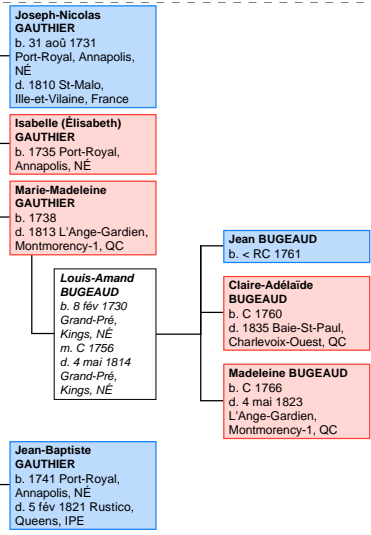 Joseph-Nicolas
GAUTHIER
b. 31 aoû 1731
Port-Royal, Annapolis,
NÉ
d. 1810 St-Malo,
Ille-et-Vilaine, France
Isabelle (Élisabeth)
GAUTHIER
b. 1735 Port-Royal,
Annapolis, NÉ
Marie-Madeleine
GAUTHIER
b. 1738
d. 1813 L'Ange-Gardien,
Montmorency-1, QC
Louis-Amand
BUGEAUD
b. 8 fév 1730
Grand-Pré,
Kings, NÉ
m. C 1756
d. 4 mai 1814
Grand-Pré,
Kings, NÉ
Jean BUGEAUD
b. < RC 1761
Claire-Adélaïde
BUGEAUD
b. C 1760
d. 1835 Baie-St-Paul,
Charlevoix-Ouest, QC
Madeleine BUGEAUD
b. C 1766
d. 4 mai 1823
L'Ange-Gardien,
Montmorency-1, QC
Jean-Baptiste
GAUTHIER
b. 1741 Port-Royal,
Annapolis, NÉ
d. 5 fév 1821 Rustico,
Queens, IPE